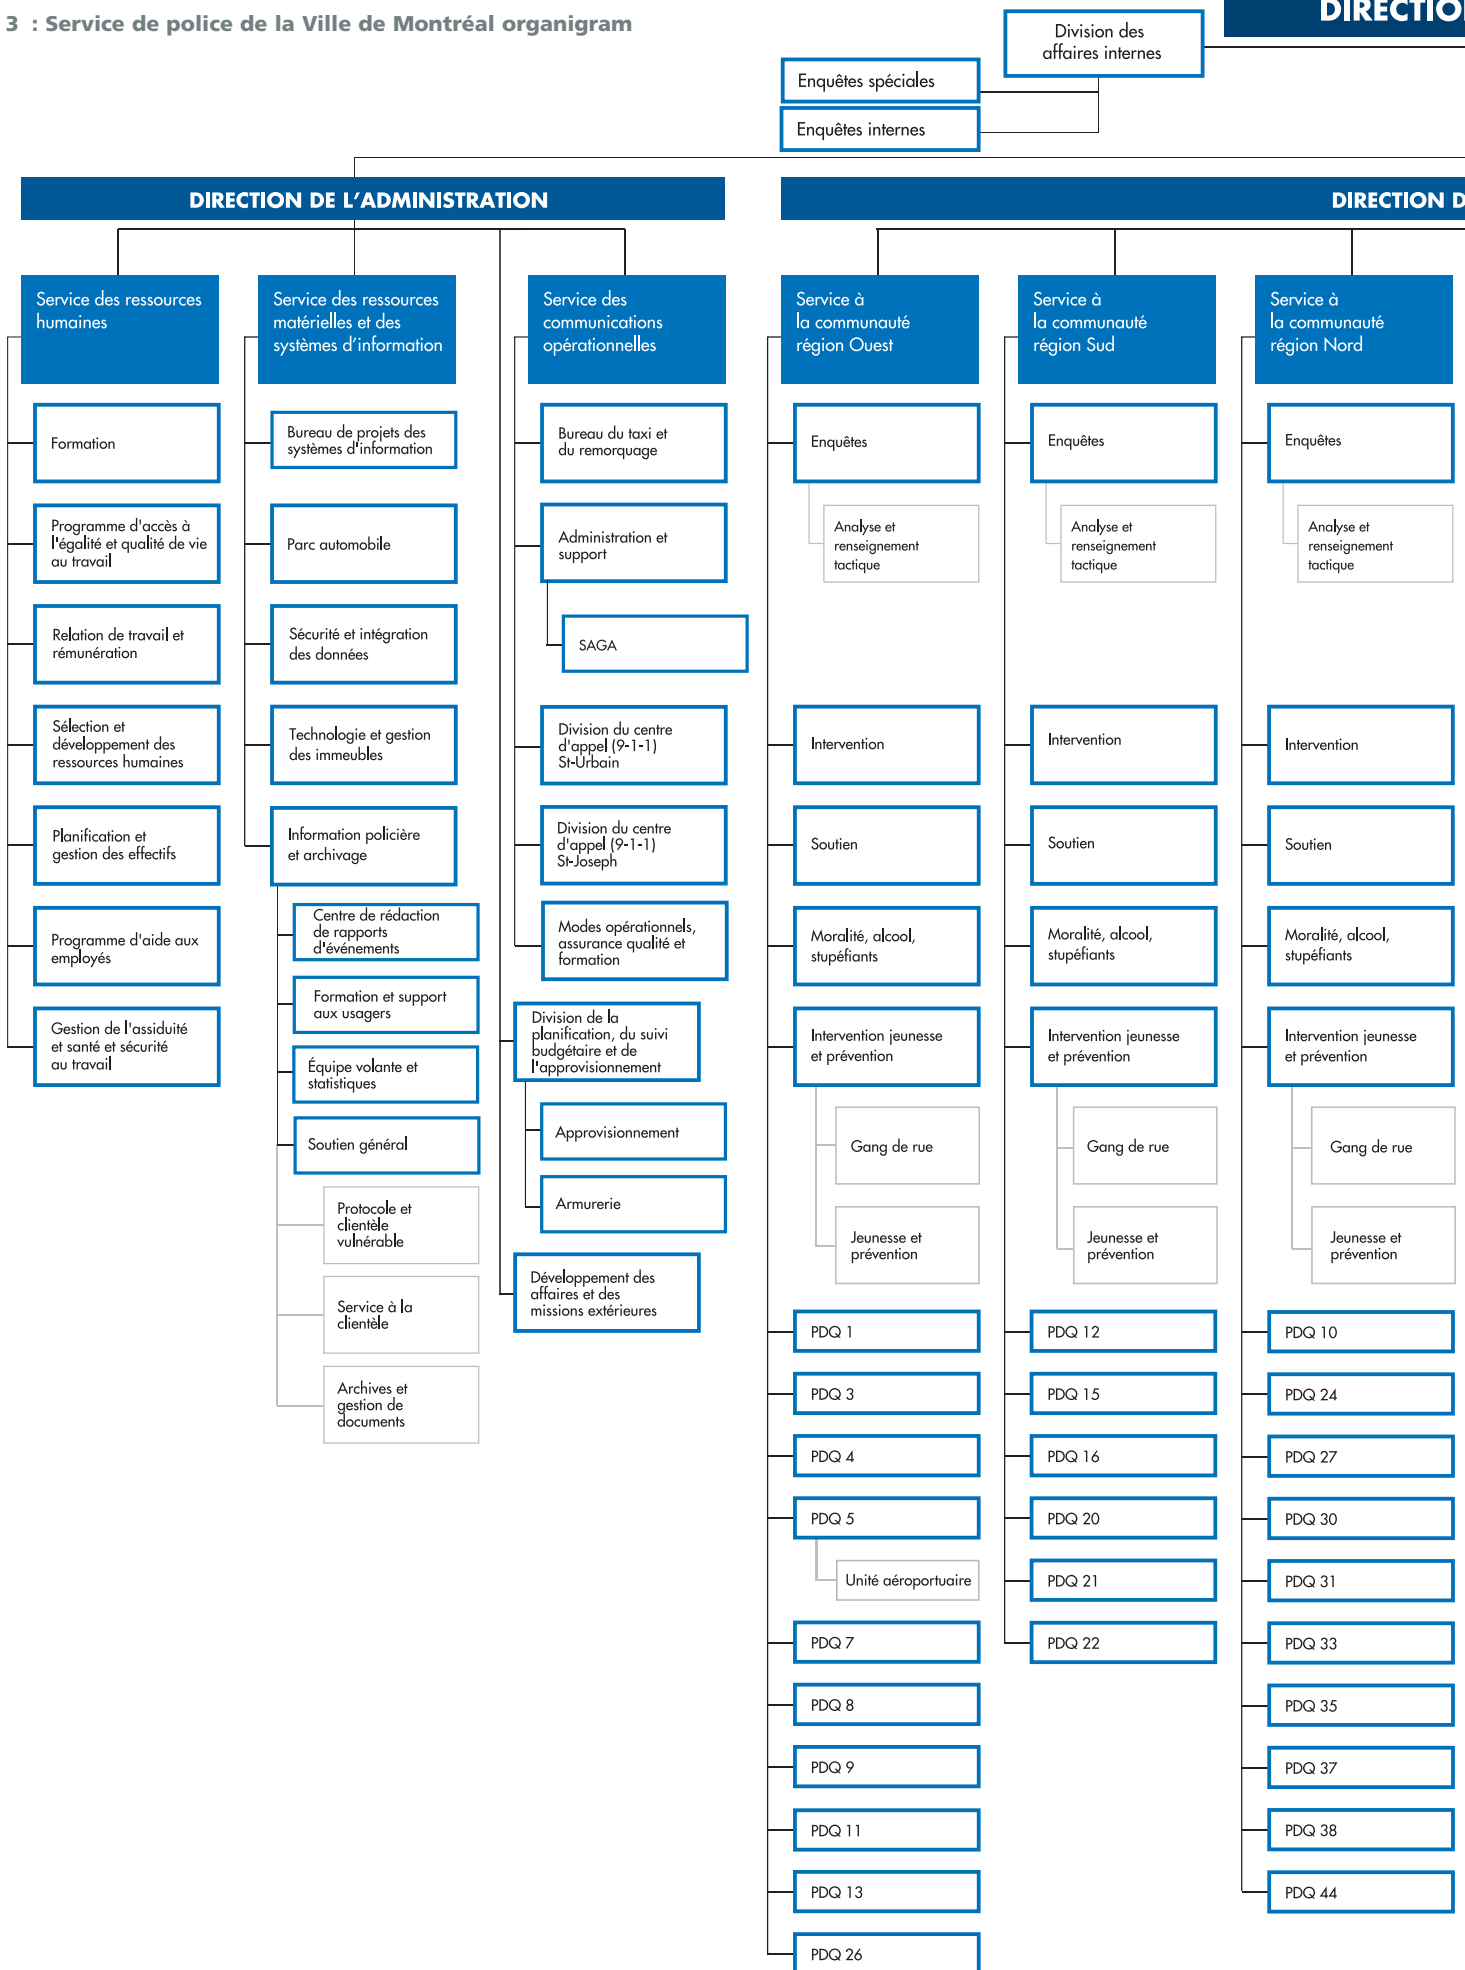 3 : Service de police de la Ville de Montréal organigram
DIRECTION
Division des
affaires internes
Enquêtes spéciales
Enquêtes internes
DIRECTION DE L’ADMINISTRATION
Service des ressources
humaines
Formation
Programme d'accès à
l'égalité et qualité de vie
au travail
Relation de travail et
rémunération
Sélection et
développement des
ressources humaines
Planification et
gestion des effectifs
Programme d'aide aux
employés
Gestion de l'assiduité
et santé et sécurité
au travail
Service des ressources
matérielles et des
systèmes d’information
Bureau de projets des
systèmes d'information
Parc automobile
Sécurité et intégration
des données
Technologie et gestion
des immeubles
Information policière
et archivage
Centre de rédaction
de rapports
d'événements
Formation et support
aux usagers
Équipe volante et
statistiques
Soutien général
Protocole et
clientèle
vulnérable
Service à la
clientèle
Archives et
gestion de
documents
Service des
communications
opérationnelles
Bureau du taxi et
du remorquage
Administration et
support
SAGA
Division du centre
d'appel (9-1-1)
St-Urbain
Division du centre
d'appel (9-1-1)
St-Joseph
Modes opérationnels,
assurance qualité et
formation
Division de la
planification, du suivi
budgétaire et de
l'approvisionnement
Approvisionnement
Armurerie
Développement des
affaires et des
missions extérieures
DIRECTION D
Service à
la communauté
région Ouest
Enquêtes
Analyse et
renseignement
tactique
Intervention
Soutien
Moralité, alcool,
stupéfiants
Intervention jeunesse
et prévention
Gang de rue
Jeunesse et
prévention
PDQ 1
PDQ 3
PDQ 4
PDQ 5
Unité aéroportuaire
PDQ 7
PDQ 8
PDQ 9
PDQ 11
PDQ 13
PDQ 26
Service à
la communauté
région Sud
Enquêtes
Analyse et
renseignement
tactique
Intervention
Soutien
Moralité, alcool,
stupéfiants
Intervention jeunesse
et prévention
Gang de rue
Jeunesse et
prévention
PDQ 12
PDQ 15
PDQ 16
PDQ 20
PDQ 21
PDQ 22
Service à
la communauté
région Nord
Enquêtes
Analyse et
renseignement
tactique
Intervention
Soutien
Moralité, alcool,
stupéfiants
Intervention jeunesse
et prévention
Gang de rue
Jeunesse et
prévention
PDQ 10
PDQ 24
PDQ 27
PDQ 30
PDQ 31
PDQ 33
PDQ 35
PDQ 37
PDQ 38
PDQ 44